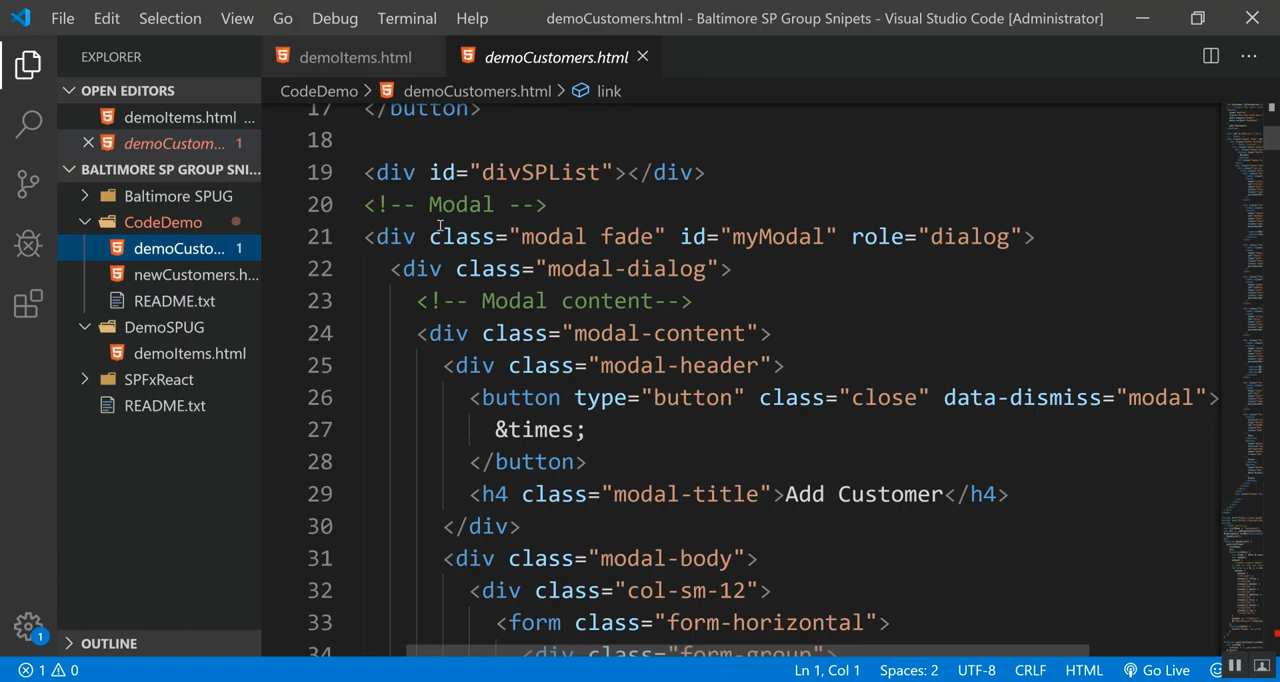 File Edit Selection View Go Debug Terminal Help demoCustomers.html - Baltimore SP Group Snipets - Visual Studio Code [Administrator]
EXPLORER
OPEN EDITORS
demoItems.html ...
demoCustom... 1
BALTIMORE SP GROUP SNI...
Baltimore SPUG
CodeDemo
demoCusto... 1
newCustomers.h...
README.txt
DemoSPUG
demoItems.html
SPFxReact
README.txt
OUTLINE
1
demoItems.html demoCustomers.html
CodeDemo > demoCustomers.html > link
17 </button>
18
19 <div id="divSPList"></div>
20 <!-- Modal -->
21 <div class="modal fade" id="myModal" role="dialog">
22 <div class="modal-dialog">
23 <!-- Modal content-->
24 <div class="modal-content">
25 <div class="modal-header">
26 <button type="button" class="close" data-dismiss="modal">
27 &times;
28 </button>
29 <h4 class="modal-title">Add Customer</h4>
30 </div>
31 <div class="modal-body">
32 <div class="col-sm-12">
33 <form class="form-horizontal">
34 <div class="form-group">
1 0 Ln 1, Col 1 Spaces: 2 UTF-8 CRLF HTML Go Live